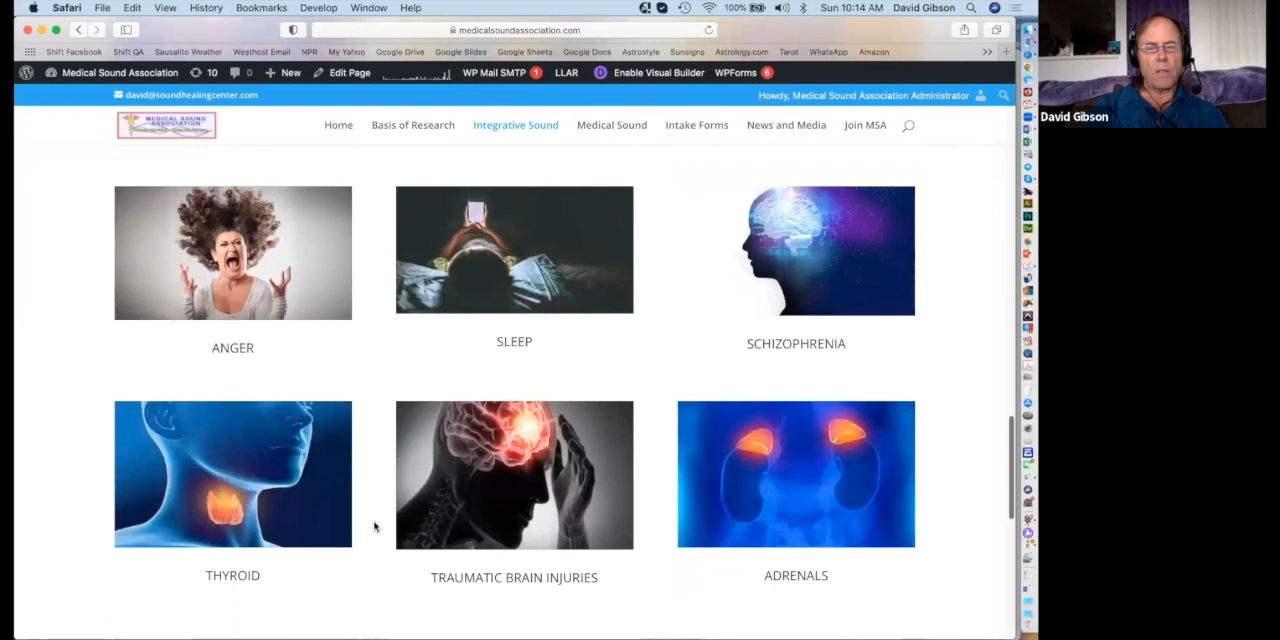 Safari File Edit View History Bookmarks Develop Window Help 100% Sun 10:14 AM David Gibson
medicalsoundassociation.com
Shift Facebook Shift QA Sausalito Weather Westhost Email NPR My Yahoo Google Drive Google Slides Google Sheets Google Docs Astrostyle Sunsigns Astrology.com Tarot WhatsApp Amazon >> +
Medical Sound Association 10 0 + New Edit Page WP Mail SMTP 1 LLAR D Enable Visual Builder WPForms 6
david@soundhealingcenter.com Howdy, Medical Sound Association Administrator
MEDICAL SOUND
ASSOCIATION
Home Basis of Research Integrative Sound Medical Sound Intake Forms News and Media Join MSA
David Gibson
ANGER SLEEP SCHIZOPHRENIA
THYROID TRAUMATIC BRAIN INJURIES ADRENALS